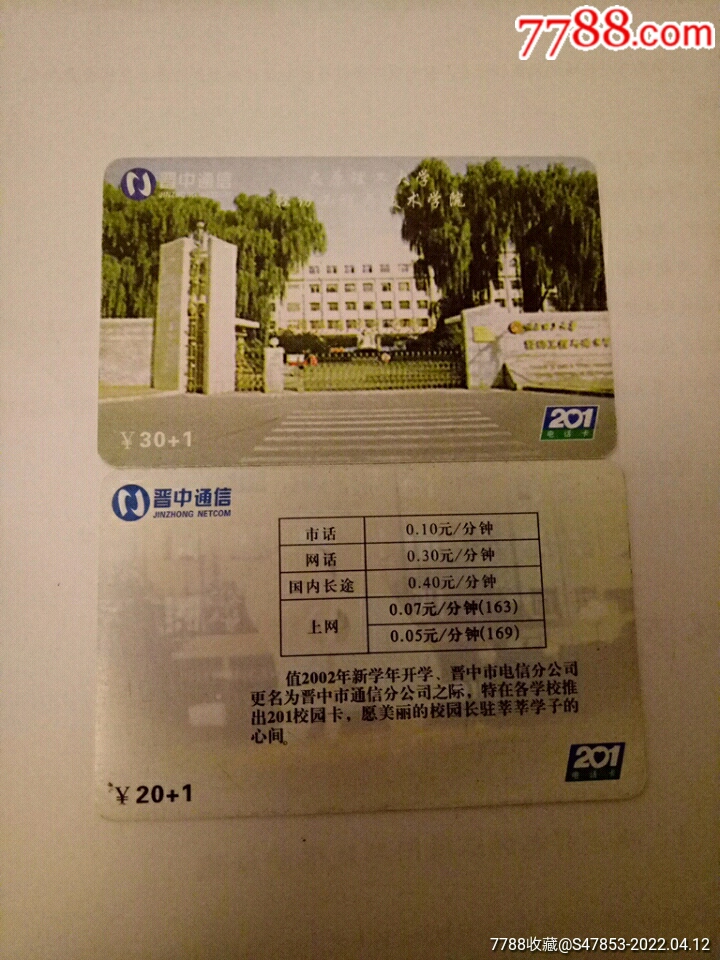 7788.com
晋中通信
太原理工大学
术学院
¥30+1
201
电话卡
晋中通信
JINZHONG NETCOM
市话 0.10元/分钟
网话 0.30元/分钟
国内长途 0.40元/分钟
上网 0.07元/分钟(163)
0.05元/分钟(169)
值2002年新学年开学、晋中市电信分公司
更名为晋中市通信分公司之际，特在各学校推
出201校园卡，愿美丽的校园长驻莘莘学子的
心间。
201
电话卡
¥20+1
7788收藏@S47853-2022.04.12